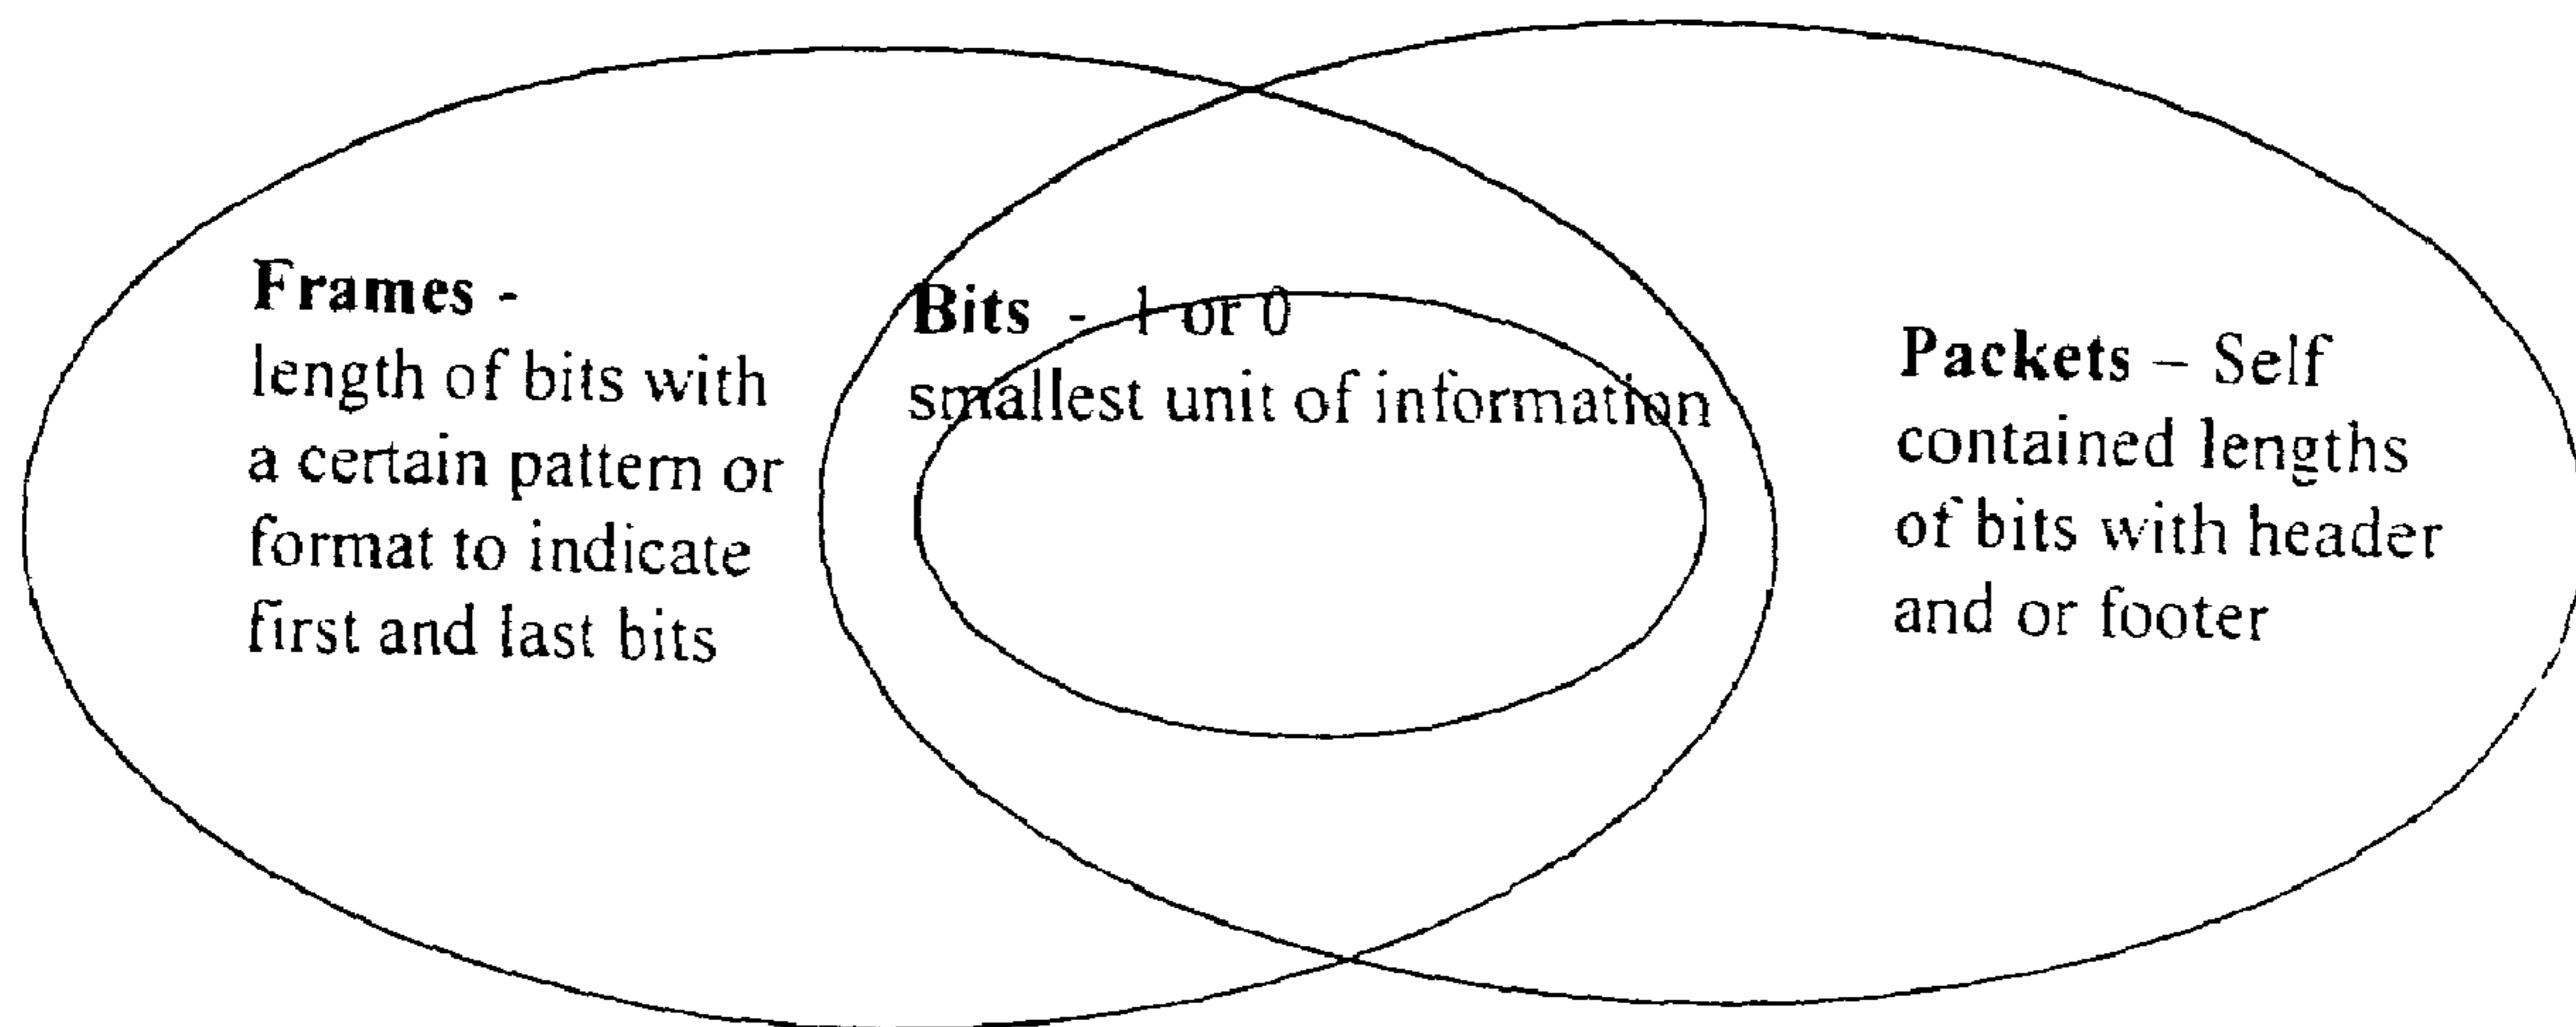 Frames -
length of bits with
a certain pattern or
format to indicate
first and last bits
Bits - 1 or 0
smallest unit of information
Packets – Self
contained lengths
of bits with header
and or footer